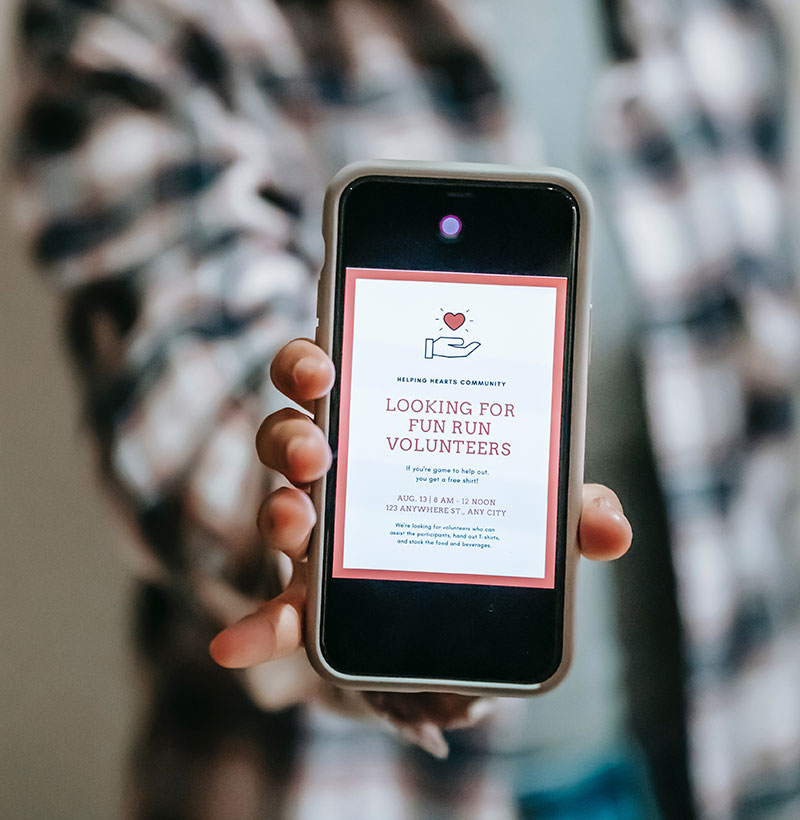 HELPING HEARTS COMMUNITY
LOOKING FOR
FUN RUN
VOLUNTEERS
If you're game to help out,
you get a free shirt!
AUG. 13 | 8 AM - 12 NOON
123 ANYWHERE ST., ANY CITY
We're looking for volunteers who can
assist the participants, hand out T-shirts,
and stock the food and beverages.